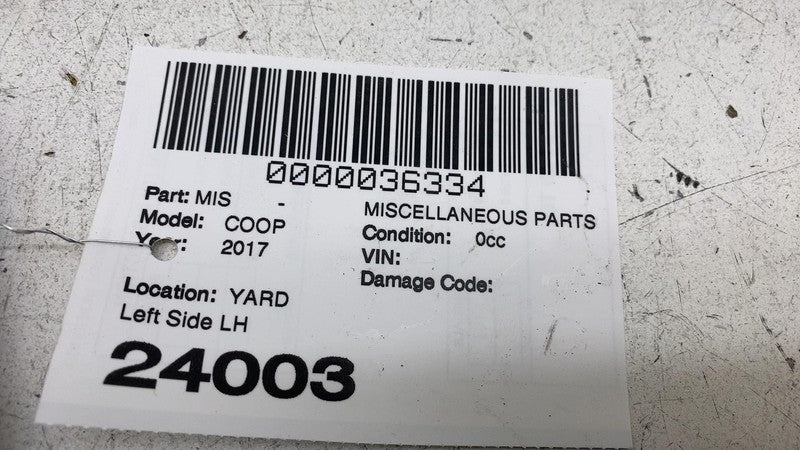 0000036334
Part: MIS - MISCELLANEOUS PARTS
Model: COOP Condition: 0cc
Year: 2017 VIN:
Damage Code:
Location: YARD
Left Side LH
24003